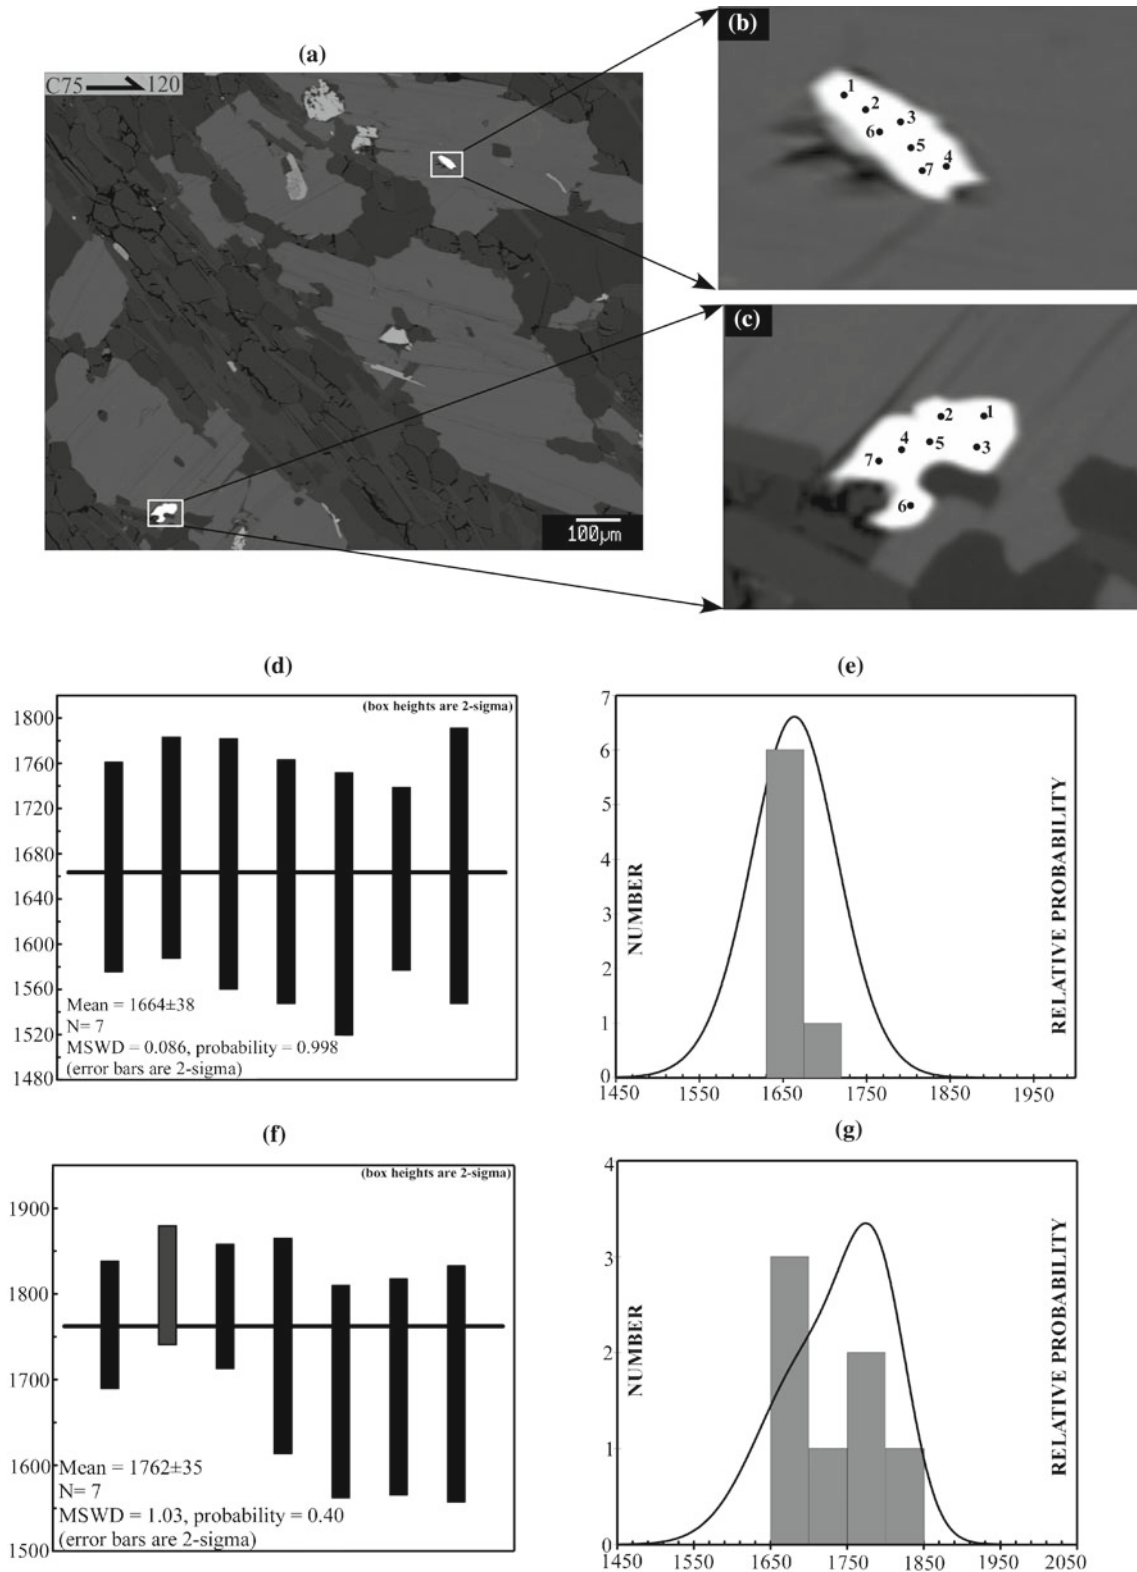 (a)
C75 120
100µm
(b)
1
2
3
6
5
7
4
(c)
2
1
4
5
3
7
6
(d)
(box heights are 2-sigma)
1800
1760
1720
1680
1640
1600
1560
1520
1480
Mean = 1664±38
N= 7
MSWD = 0.086, probability = 0.998
(error bars are 2-sigma)
(e)
7
6
5
4
3
2
1
0
NUMBER
RELATIVE PROBABILITY
1450 1550 1650 1750 1850 1950
(f)
(box heights are 2-sigma)
1900
1800
1700
1600
1500
Mean = 1762±35
N= 7
MSWD = 1.03, probability = 0.40
(error bars are 2-sigma)
(g)
4
3
2
1
0
NUMBER
RELATIVE PROBABILITY
1450 1550 1650 1750 1850 1950 2050